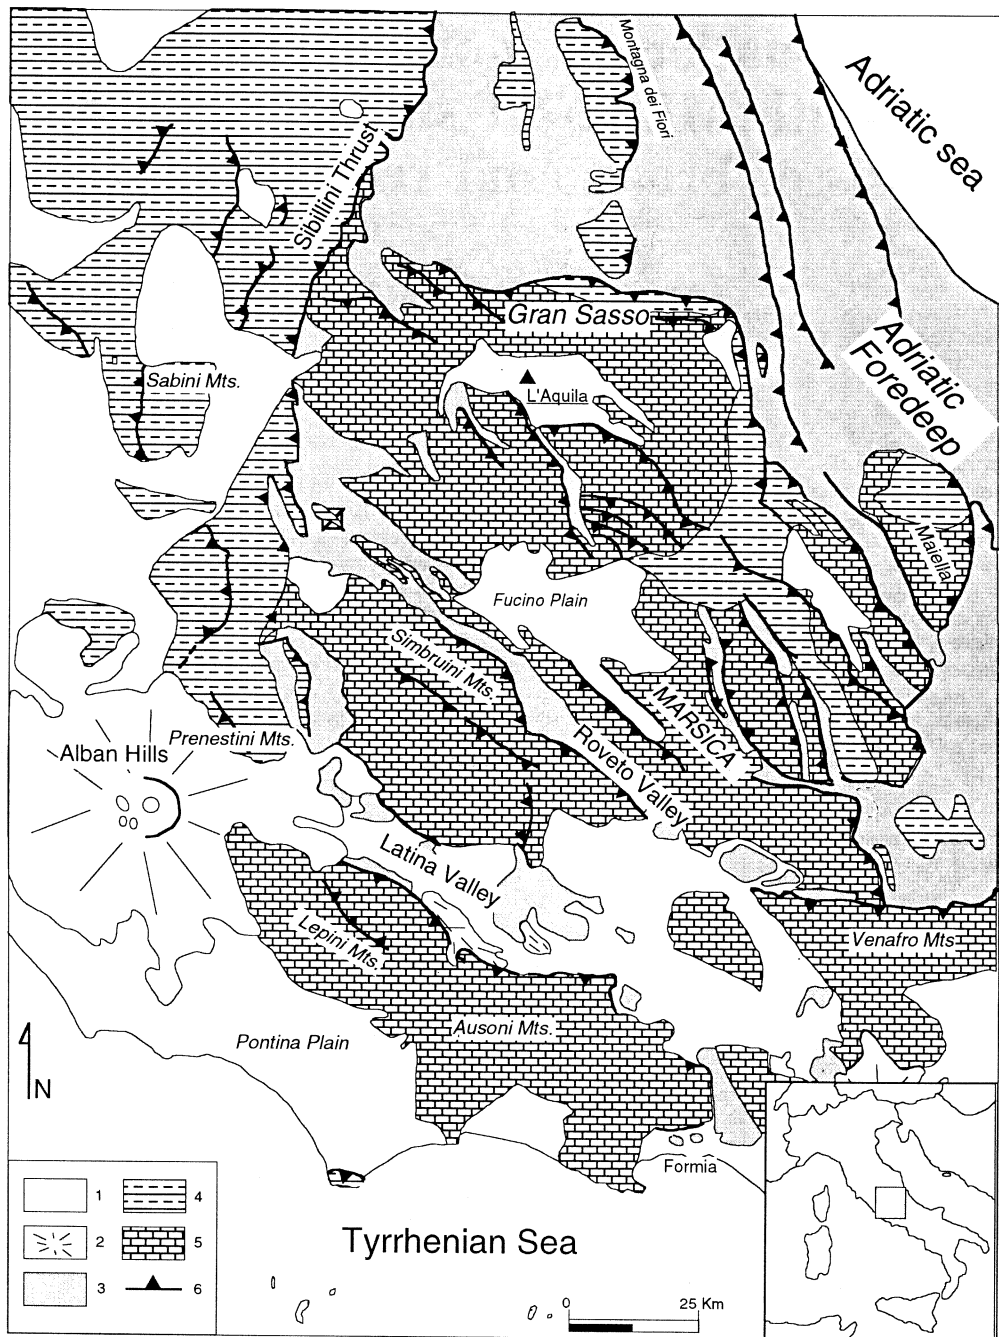 Montagna dei Fiori
Adriatic sea
Sibillini Thrust
Gran Sasso
Adriatic
Foredeep
Sabini Mts.
L'Aquila
Maiella
Fucino Plain
Simbruini Mts.
MARSICA
Prenestini Mts.
Roveto Valley
Alban Hills
Latina Valley
Lepini Mts.
Venafro Mts
Ausoni Mts.
Pontina Plain
N
Formia
1
4
2
5
3
6
Tyrrhenian Sea
0
25 Km